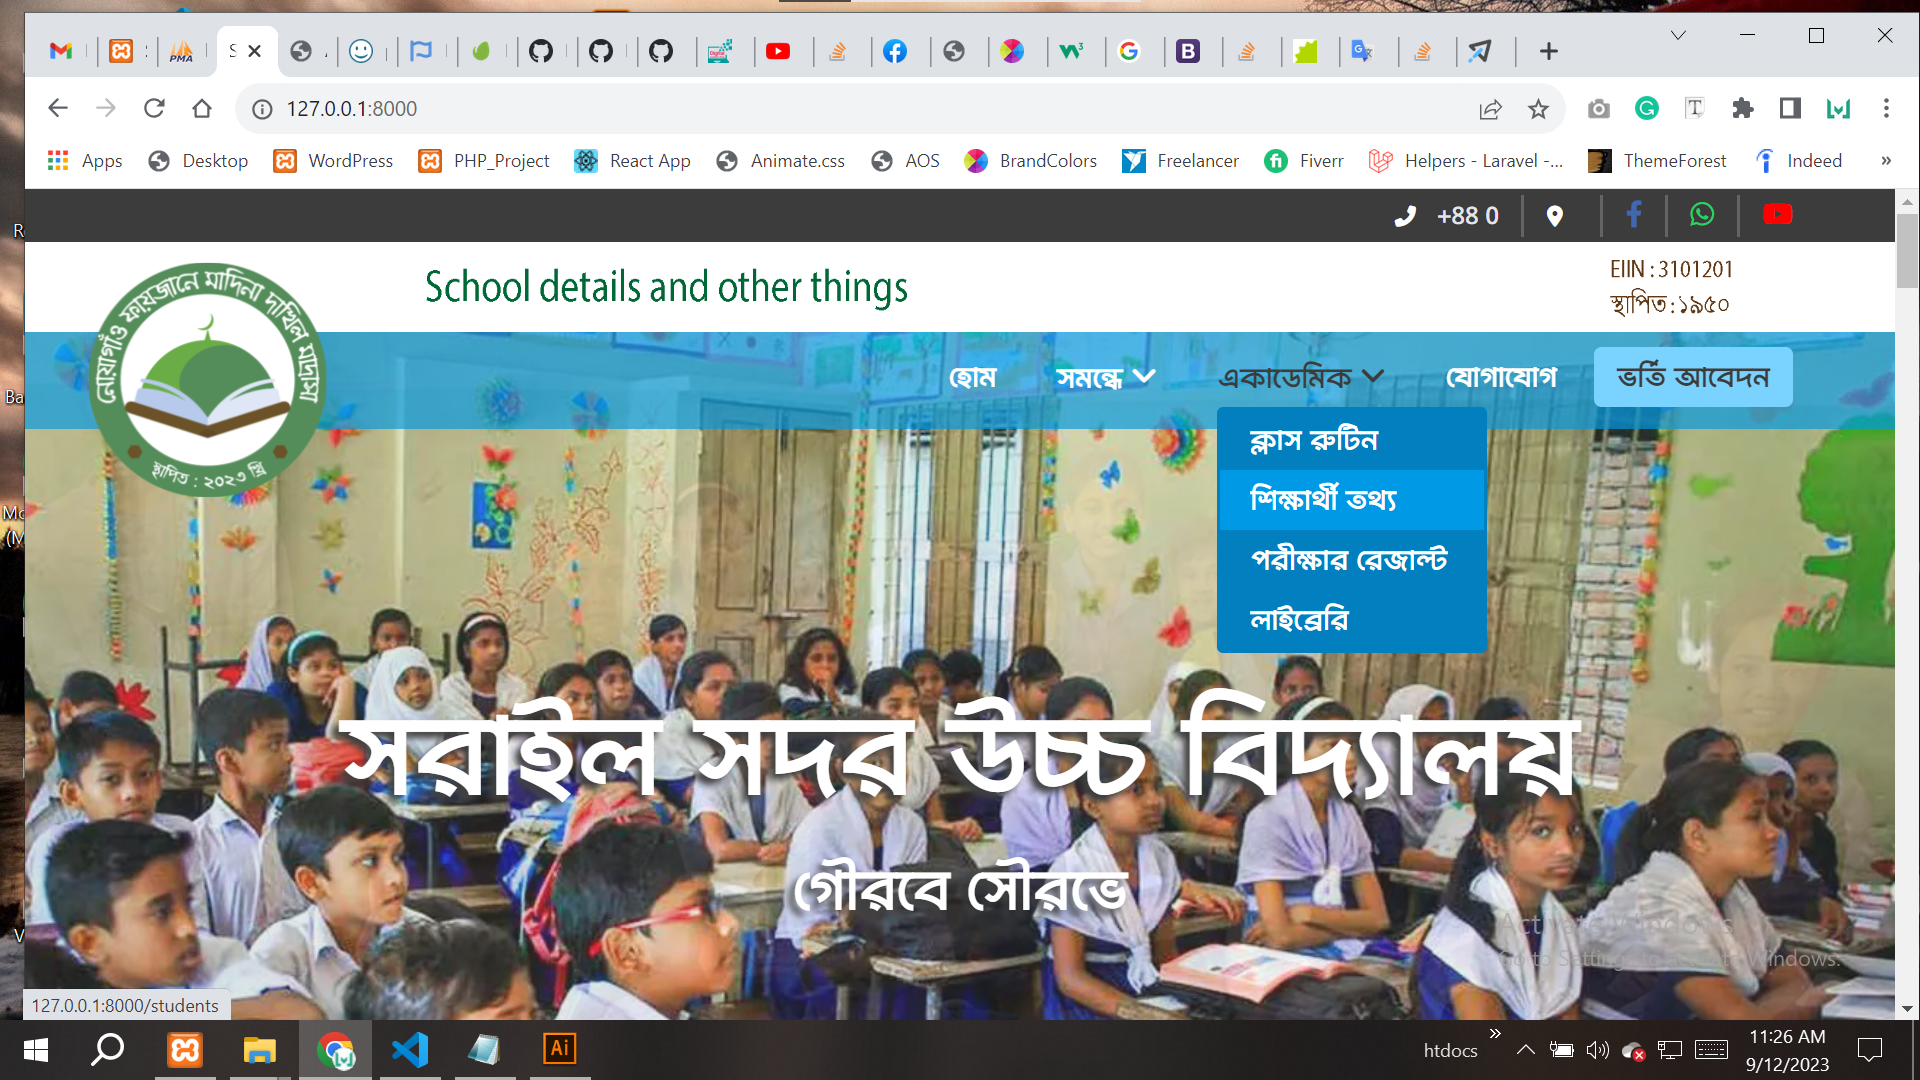 127.0.0.1:8000
Apps
Desktop
WordPress
PHP_Project
React App
Animate.css
AOS
BrandColors
Freelancer
Fiverr
Helpers - Laravel -...
ThemeForest
Indeed
+88 0
School details and other things
EIIN : 3101201
স্থাপিত : ১৯৫০
নোয়াগাঁও ফায়জানে মাদিনা দাখিল মাদ্রাসা
স্থাপিত : ২০২৩ খ্রি
হোম
সমন্ধে
একাডেমিক
যোগাযোগ
ভর্তি আবেদন
ক্লাস রুটিন
শিক্ষার্থী তথ্য
পরীক্ষার রেজাল্ট
লাইব্রেরি
সরাইল সদর উচ্চ বিদ্যালয়
গৌরবে সৌরভে
Activate Windows
Go to Settings to activate Windows.
127.0.0.1:8000/students
htdocs
11:26 AM
9/12/2023